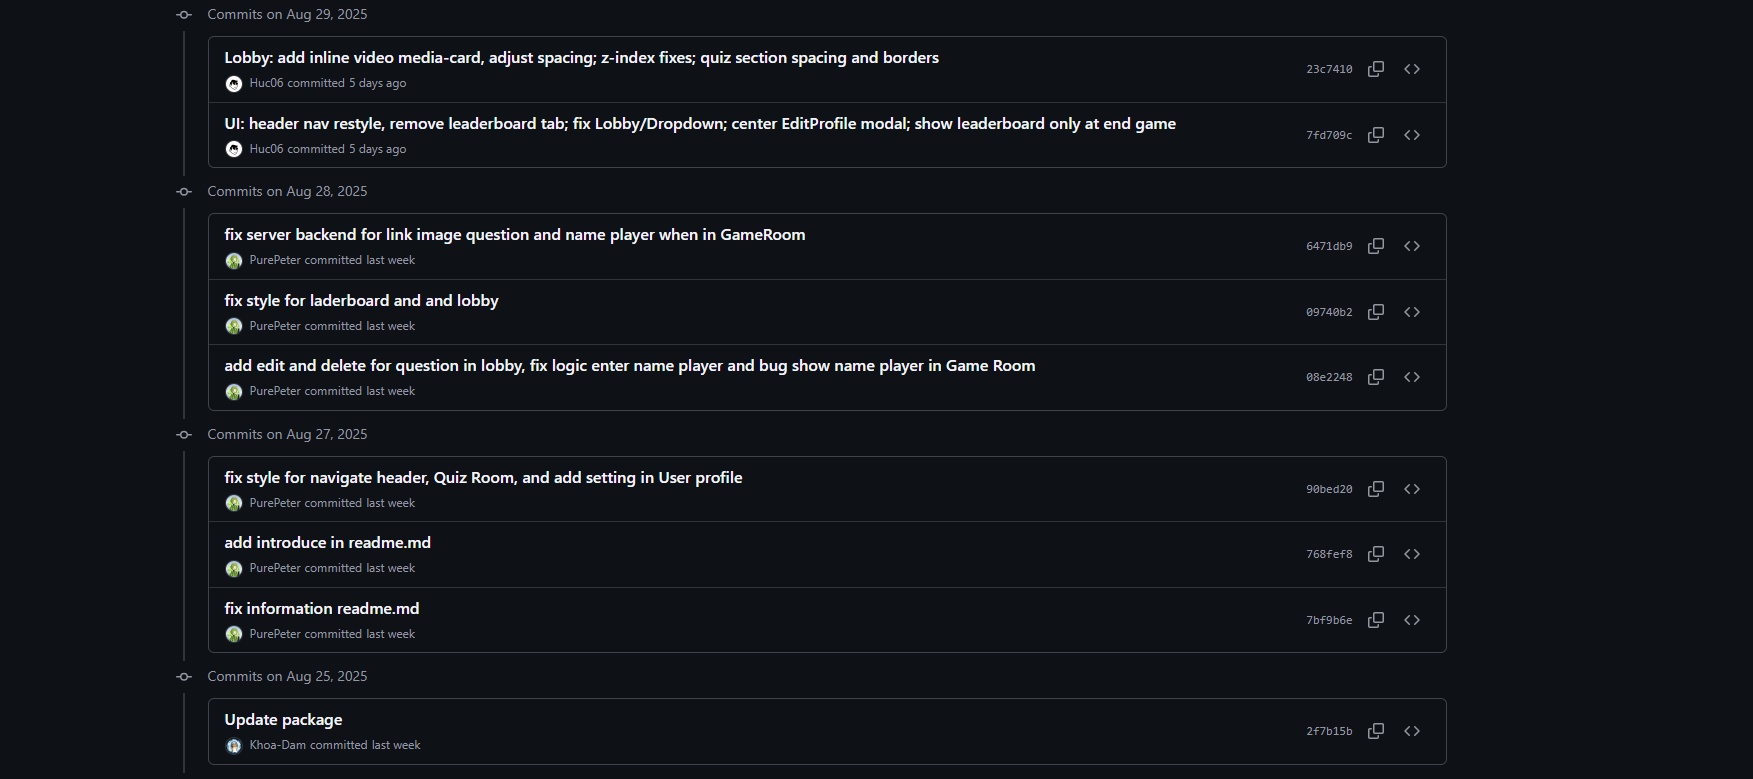 Commits on Aug 29, 2025
Lobby: add inline video media-card, adjust spacing; z-index fixes; quiz section spacing and borders
Huc06 committed 5 days ago
23c7410
UI: header nav restyle, remove leaderboard tab; fix Lobby/Dropdown; center EditProfile modal; show leaderboard only at end game
Huc06 committed 5 days ago
7fd709c
Commits on Aug 28, 2025
fix server backend for link image question and name player when in GameRoom
PurePeter committed last week
6471db9
fix style for laderboard and and lobby
PurePeter committed last week
09740b2
add edit and delete for question in lobby, fix logic enter name player and bug show name player in Game Room
PurePeter committed last week
08e2248
Commits on Aug 27, 2025
fix style for navigate header, Quiz Room, and add setting in User profile
PurePeter committed last week
90bed20
add introduce in readme.md
PurePeter committed last week
768fef8
fix information readme.md
PurePeter committed last week
7bf9b6e
Commits on Aug 25, 2025
Update package
Khoa-Dam committed last week
2f7b15b